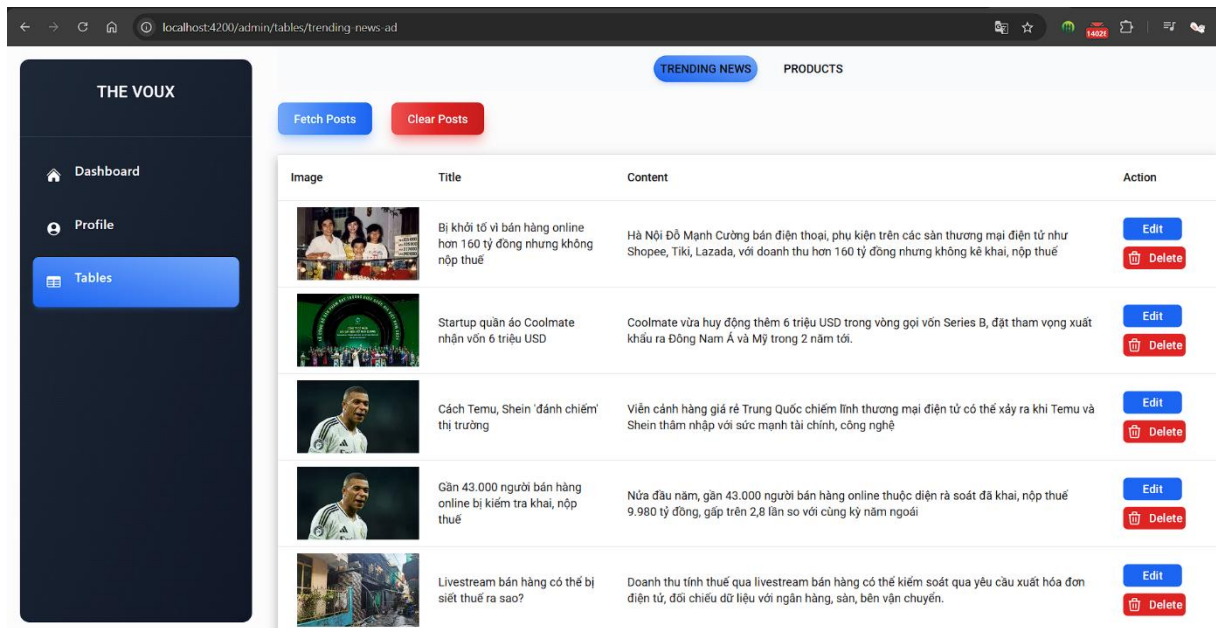 localhost:4200/admin/tables/trending-news-ad
THE VOUX
TRENDING NEWS
PRODUCTS
Dashboard
Profile
Tables
Fetch Posts
Clear Posts
Image
Title
Content
Action
Bị khởi tố vì bán hàng online
hơn 160 tỷ đồng nhưng không
nộp thuế
Hà Nội Đỗ Mạnh Cường bán điện thoại, phụ kiện trên các sàn thương mại điện tử như
Shopee, Tiki, Lazada, với doanh thu hơn 160 tỷ đồng nhưng không kê khai, nộp thuế
Edit
Delete
Startup quần áo Coolmate
nhận vốn 6 triệu USD
Coolmate vừa huy động thêm 6 triệu USD trong vòng gọi vốn Series B, đặt tham vọng xuất
khẩu ra Đông Nam Á và Mỹ trong 2 năm tới.
Edit
Delete
Cách Temu, Shein 'đánh chiếm'
thị trường
Viễn cảnh hàng giá rẻ Trung Quốc chiếm lĩnh thương mại điện tử có thể xảy ra khi Temu và
Shein thâm nhập với sức mạnh tài chính, công nghệ
Edit
Delete
Gần 43.000 người bán hàng
online bị kiểm tra khai, nộp
thuế
Nửa đầu năm, gần 43.000 người bán hàng online thuộc diện rà soát đã khai, nộp thuế
9.980 tỷ đồng, gấp trên 2,8 lần so với cùng kỳ năm ngoái
Edit
Delete
Livestream bán hàng có thể bị
siết thuế ra sao?
Doanh thu tính thuế qua livestream bán hàng có thể kiểm soát qua yêu cầu xuất hóa đơn
điện tử, đối chiếu dữ liệu với ngân hàng, sàn, bên vận chuyển.
Edit
Delete